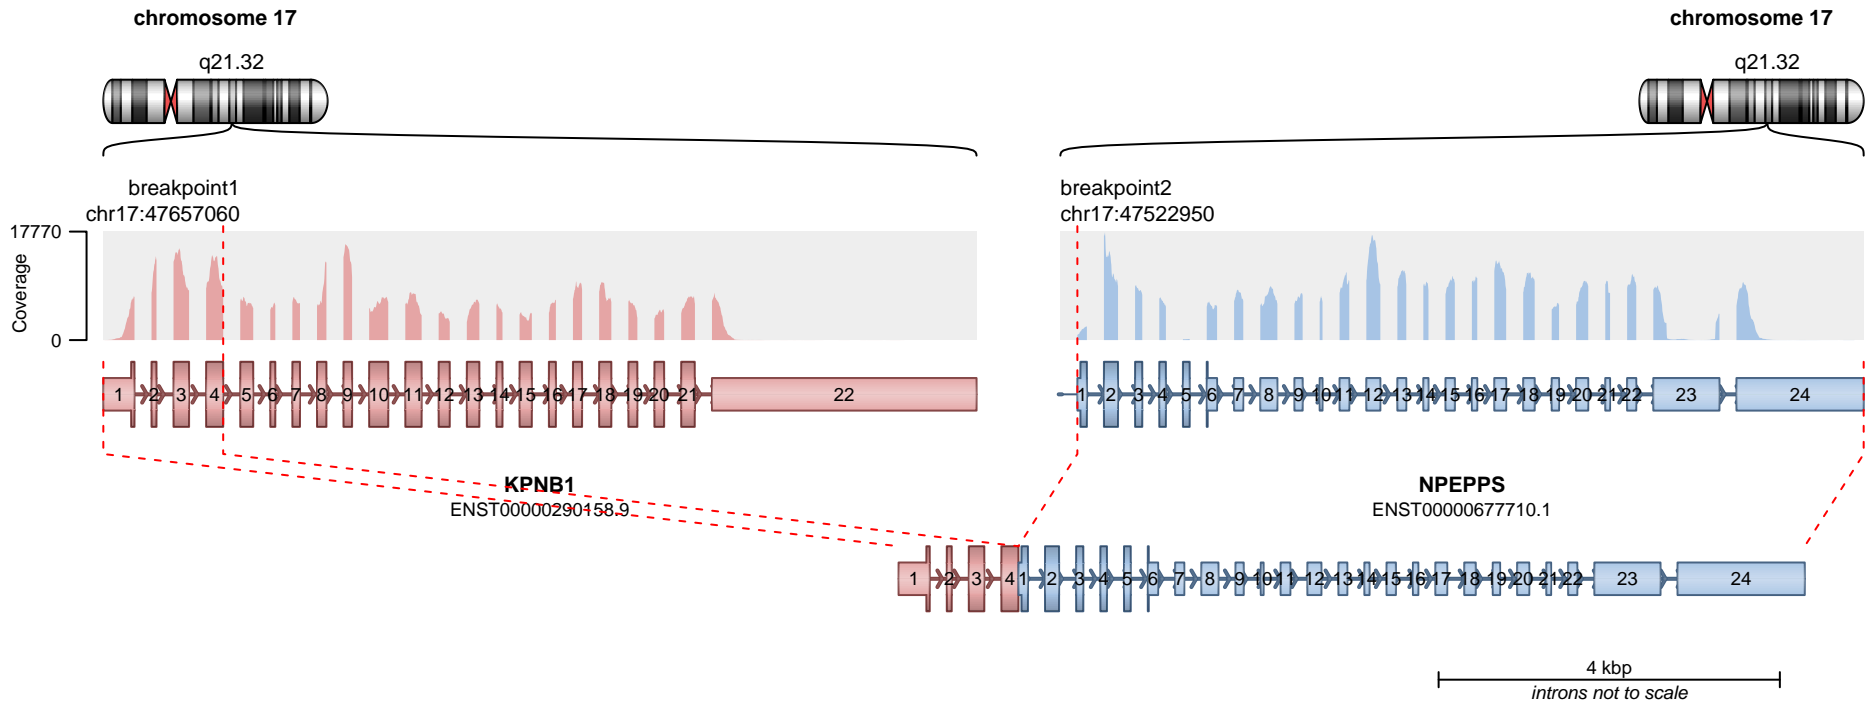 chromosome 17
chromosome 17
q21.32
q21.32
breakpoint1
chr17:47657060
breakpoint2
chr17:47522950
17770
Coverage
0
1 2 3 4 5 6 7 8 9 10 11 12 13 14 15 16 17 18 19 20 21 22
1 2 3 4 5 6 7 8 9 10 11 12 13 14 15 16 17 18 19 20 21 22 23 24
KPNB1
ENST00000290158.9
NPEPPS
ENST00000677710.1
1 2 3 4 1 2 3 4 5 6 7 8 9 10 11 12 13 14 15 16 17 18 19 20 21 22 23 24
4 kbp
introns not to scale